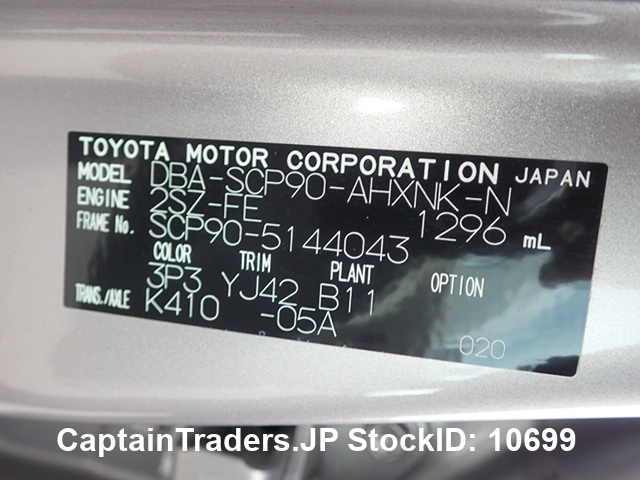 TOYOTA MOTOR CORPORATION JAPAN
MODEL DBA-SCP90-AHXNK-N
ENGINE 2SZ-FE 1296 mL
FRAME No. SCP90-5144043
COLOR TRIM PLANT OPTION
3P3 YJ42 B11
TRANS./AXLE K410 -05A
020
CaptainTraders.JP StockID: 10699